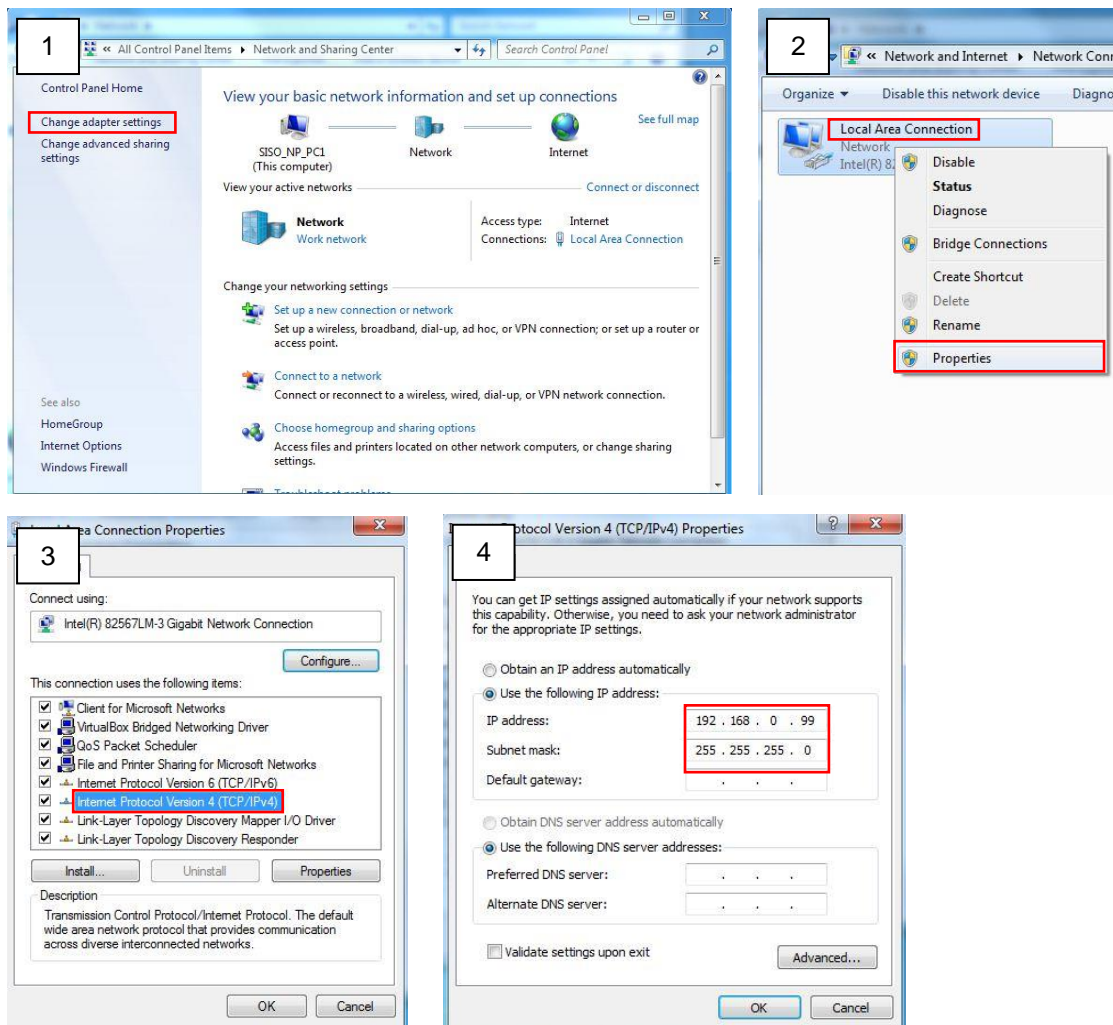 1
« All Control Panel Items ▸ Network and Sharing Center
Search Control Panel
Control Panel Home
Change adapter settings
Change advanced sharing
settings
See also
HomeGroup
Internet Options
Windows Firewall
View your basic network information and set up connections
See full map
SISO_NP_PC1
(This computer)
Network
Internet
View your active networks
Connect or disconnect
Network
Work network
Access type: Internet
Connections: Local Area Connection
Change your networking settings
Set up a new connection or network
Set up a wireless, broadband, dial-up, ad hoc, or VPN connection; or set up a router or
access point.
Connect to a network
Connect or reconnect to a wireless, wired, dial-up, or VPN network connection.
Choose homegroup and sharing options
Access files and printers located on other network computers, or change sharing
settings.
2
« Network and Internet ▸ Network Conn
Organize
Disable this network device
Diagno
Local Area Connection
Network
Intel(R) 8
Disable
Status
Diagnose
Bridge Connections
Create Shortcut
Delete
Rename
Properties
3
ea Connection Properties
Connect using:
Intel(R) 82567LM-3 Gigabit Network Connection
Configure...
This connection uses the following items:
Client for Microsoft Networks
VirtualBox Bridged Networking Driver
QoS Packet Scheduler
File and Printer Sharing for Microsoft Networks
Internet Protocol Version 6 (TCP/IPv6)
Internet Protocol Version 4 (TCP/IPv4)
Link-Layer Topology Discovery Mapper I/O Driver
Link-Layer Topology Discovery Responder
Install...
Uninstall
Properties
Description
Transmission Control Protocol/Internet Protocol. The default
wide area network protocol that provides communication
across diverse interconnected networks.
OK
Cancel
4
otocol Version 4 (TCP/IPv4) Properties
You can get IP settings assigned automatically if your network supports
this capability. Otherwise, you need to ask your network administrator
for the appropriate IP settings.
Obtain an IP address automatically
Use the following IP address:
IP address: 192 . 168 . 0 . 99
Subnet mask: 255 . 255 . 255 . 0
Default gateway: . . .
Obtain DNS server address automatically
Use the following DNS server addresses:
Preferred DNS server: . . .
Alternate DNS server: . . .
Validate settings upon exit
Advanced...
OK
Cancel